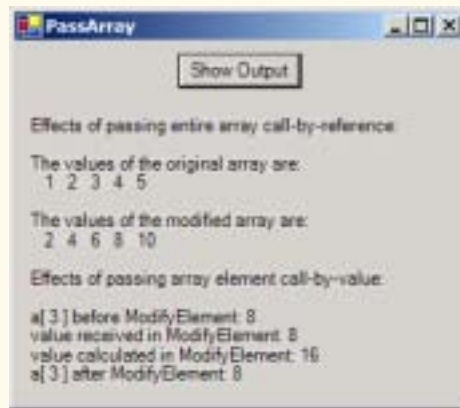 PassArray
Show Output
Effects of passing entire array call-by-reference:
The values of the original array are:
1 2 3 4 5
The values of the modified array are:
2 4 6 8 10
Effects of passing array element call-by-value:
a[ 3 ] before ModifyElement: 8
value received in ModifyElement: 8
value calculated in ModifyElement: 16
a[ 3 ] after ModifyElement: 8